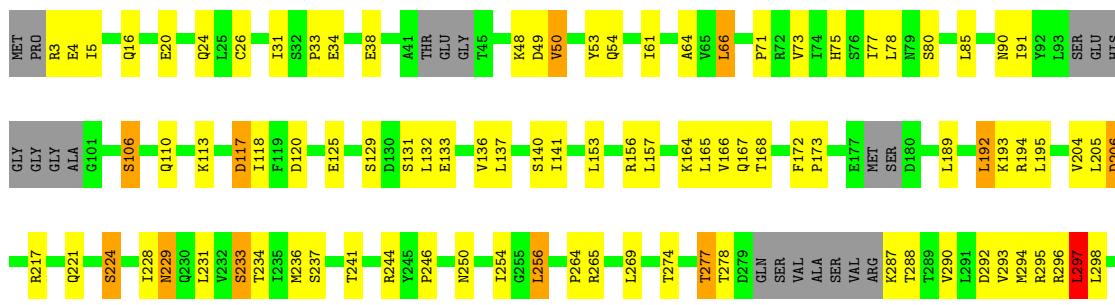 MET PRO R3 E4 I5 Q16 E20 Q24 L25 C26 I31 S32 P33 E34 E38 A41 THR GLU GLY T45 K48 D49 V50 Y53 Q54 I61 A64 V65 L66 P71 R72 V73 I74 H75 S76 I77 L78 N79 S80 L85 N90 I91 Y92 L93 SER GLU HIS
GLY GLY GLY ALA G101 S106 Q110 K113 D117 I118 F119 D120 E125 S129 D130 S131 L132 E133 V136 L137 S140 I141 L153 R156 L157 K164 L165 V166 Q167 T168 F172 P173 E177 MET SER D180 L189 L192 K193 R194 L195 V204 L205
R217 Q221 S224 I228 N229 Q230 L231 V232 S233 T234 I235 M236 S237 T241 R244 Y245 P246 N250 I254 G255 L256 P264 R265 L269 T274 T277 T278 D279 GLN SER VAL ALA SER VAL ARG K287 T288 T289 V290 L291 D292 V293 M294 R295 R296 L297 L298